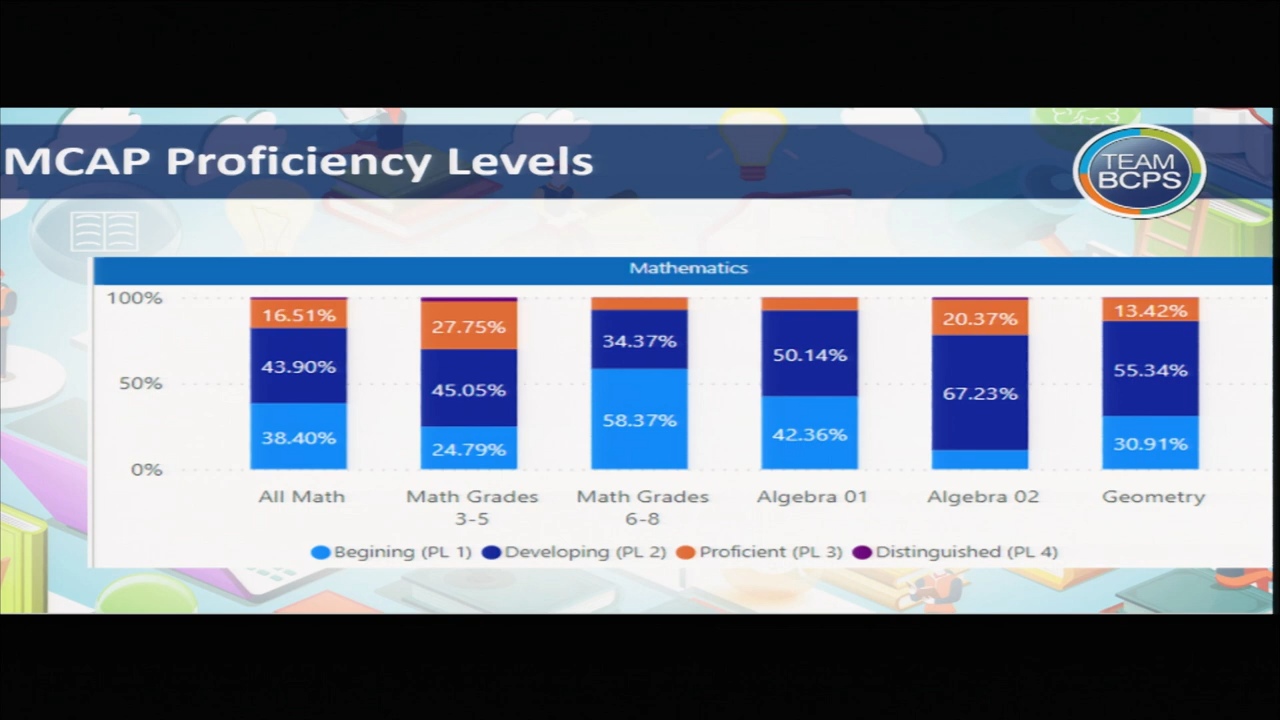 MCAP Proficiency Levels
TEAM
BCPS
Mathematics
100%
50%
0%
16.51%
43.90%
38.40%
27.75%
45.05%
24.79%
34.37%
58.37%
50.14%
42.36%
20.37%
67.23%
13.42%
55.34%
30.91%
All Math
Math Grades
3-5
Math Grades
6-8
Algebra 01
Algebra 02
Geometry
Begining (PL 1) Developing (PL 2) Proficient (PL 3) Distinguished (PL 4)